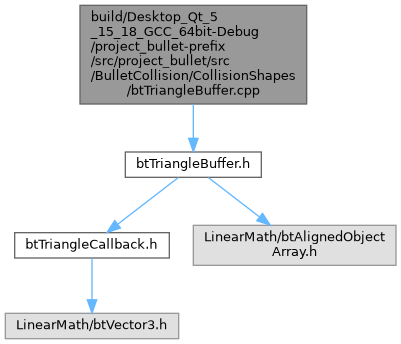 build/Desktop_Qt_5
_15_18_GCC_64bit-Debug
/project_bullet-prefix
/src/project_bullet/src
/BulletCollision/CollisionShapes
/btTriangleBuffer.cpp
btTriangleBuffer.h
btTriangleCallback.h
LinearMath/btAlignedObject
Array.h
LinearMath/btVector3.h